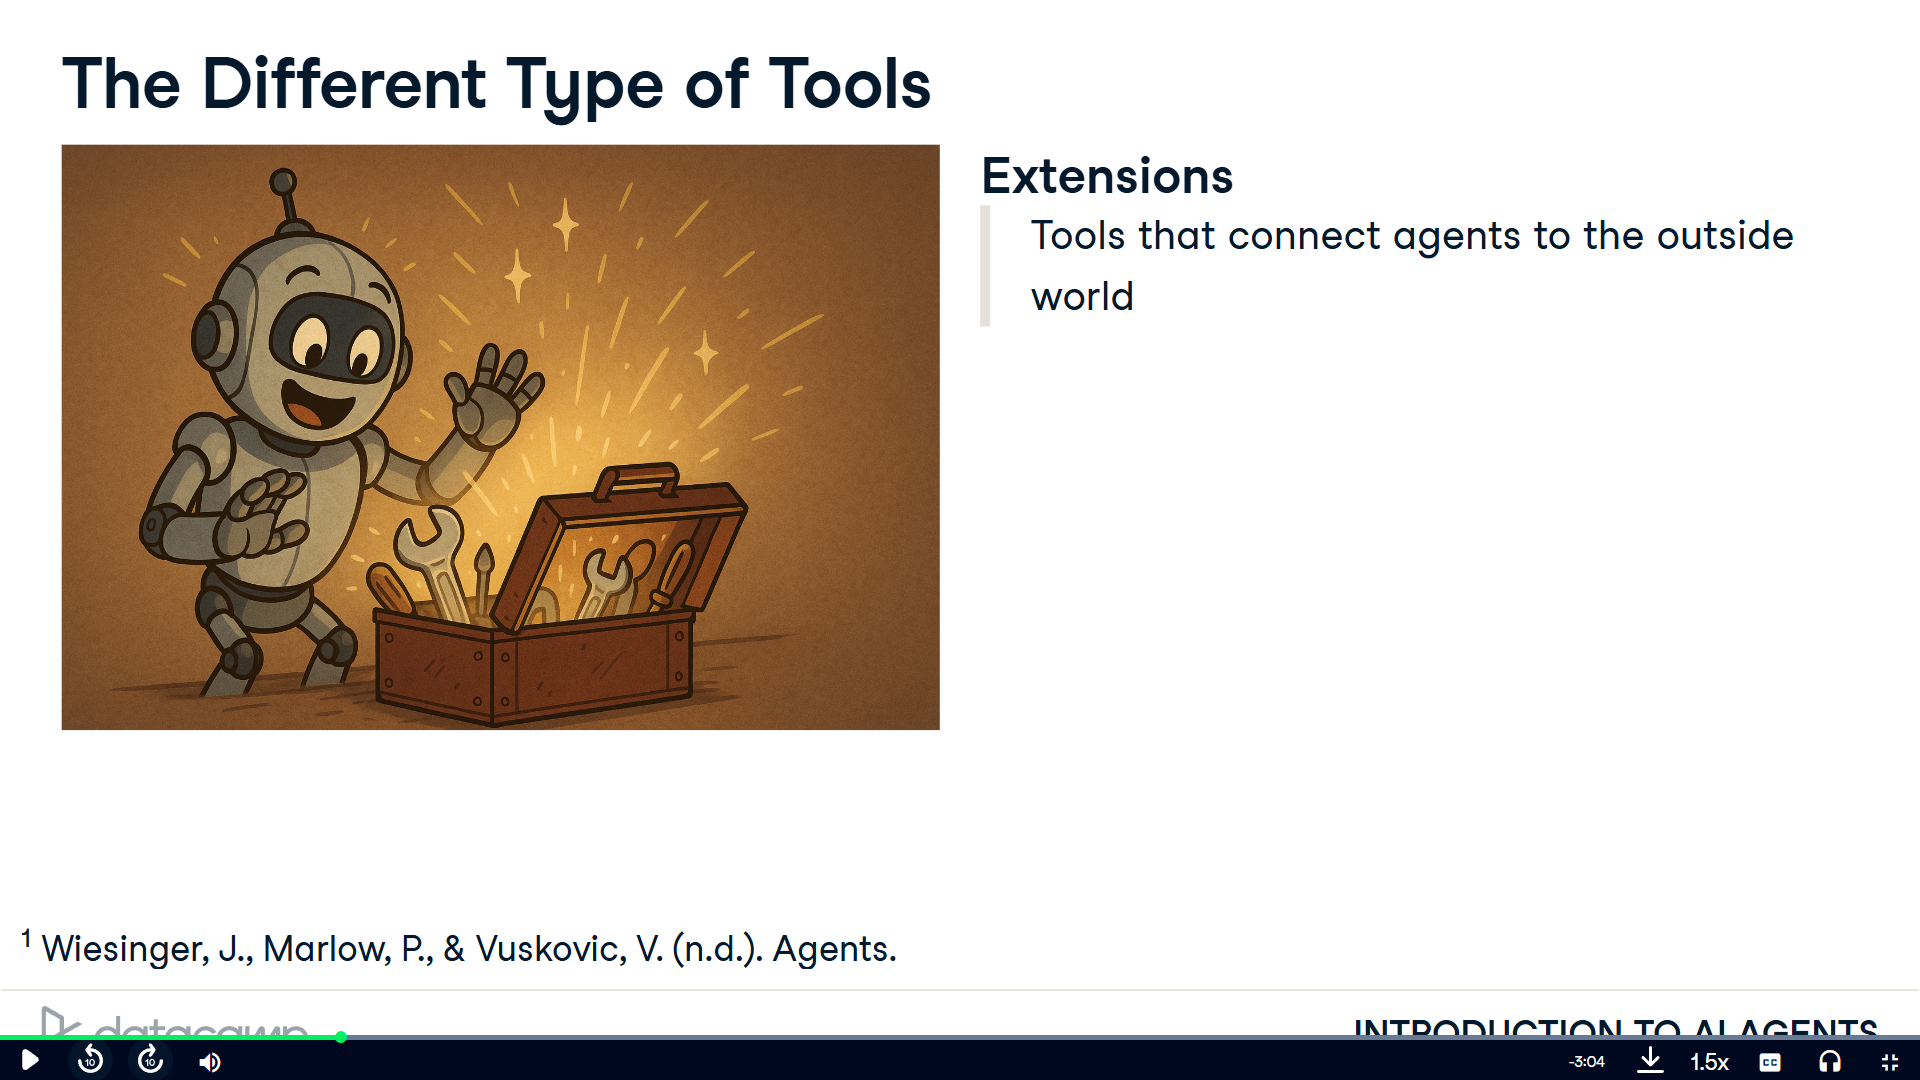 The Different Type of Tools
Extensions
Tools that connect agents to the outside
world
1 Wiesinger, J., Marlow, P., & Vuskovic, V. (n.d.). Agents.
datacamp
INTRODUCTION TO AI AGENTS
10
10
-3:04
1.5x
CC